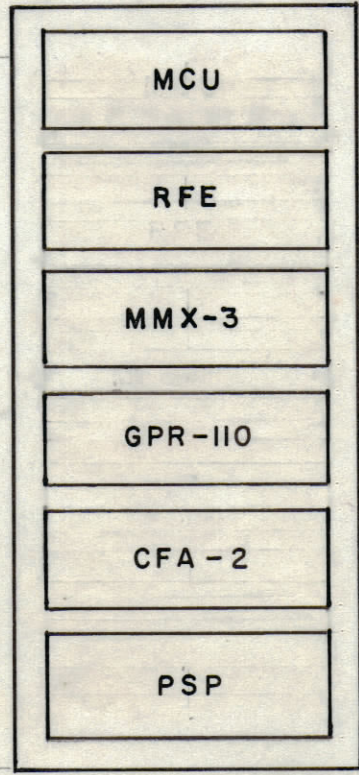 MCU
RFE
MMX-3
GPR-110
CFA-2
PSP